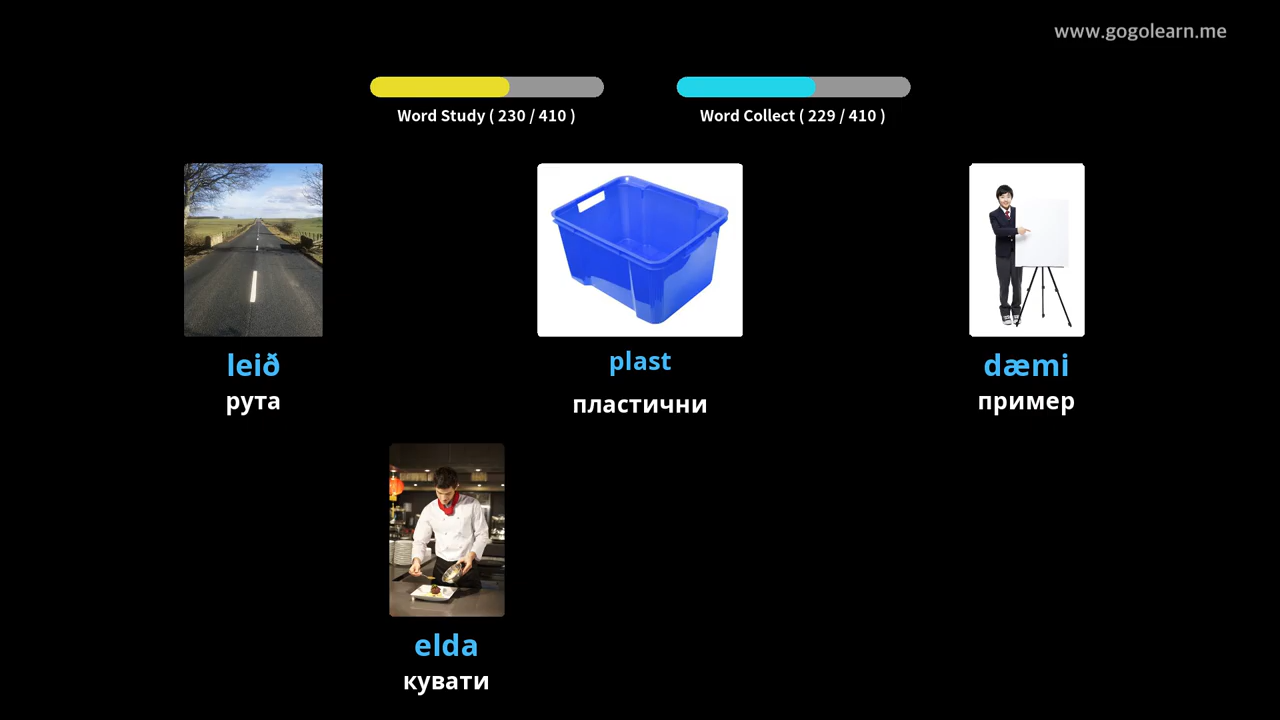 www.gogolearn.me
Word Study ( 230 / 410 )
Word Collect ( 229 / 410 )
leið
рута
plast
пластични
dæmi
пример
elda
кувати